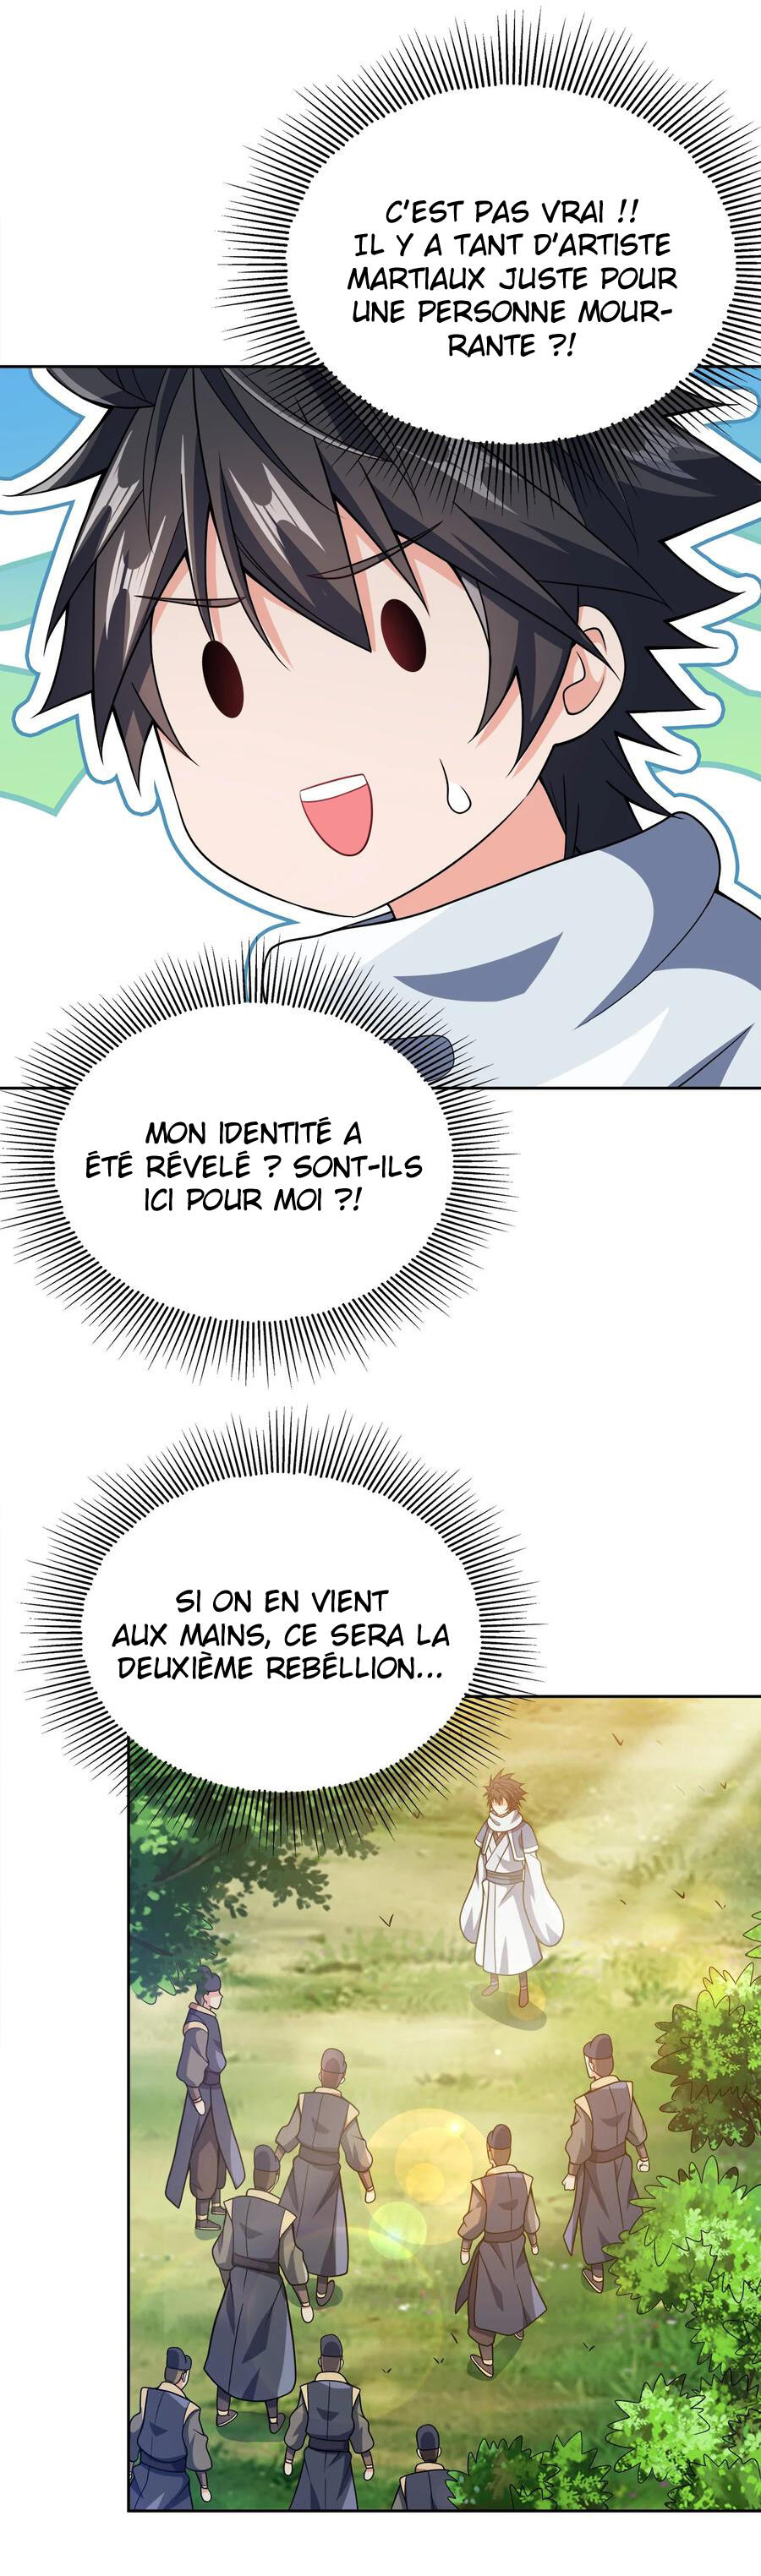 C'EST PAS VRAI !!
IL Y A TANT D'ARTISTE
MARTIAUX JUSTE POUR
UNE PERSONNE MOUR-
RANTE ?!
MON IDENTITÉ A
ÉTÉ RÉVELÉ ? SONT-ILS
ICI POUR MOI ?!
SI ON EN VIENT
AUX MAINS, CE SERA LA
DEUXIÈME REBÉLLION...